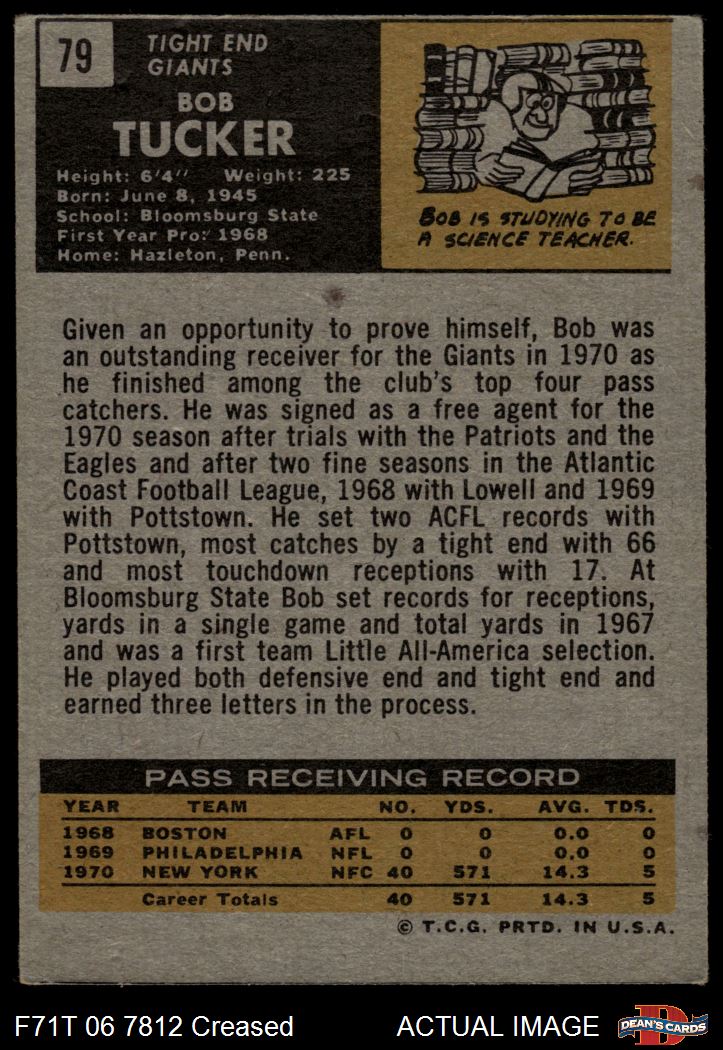 79
TIGHT END
GIANTS
BOB
TUCKER
Height: 6'4" Weight: 225
Born: June 8, 1945
School: Bloomsburg State
First Year Pro: 1968
Home: Hazleton, Penn.
BOB IS STUDYING TO BE
A SCIENCE TEACHER.
Given an opportunity to prove himself, Bob was
an outstanding receiver for the Giants in 1970 as
he finished among the club's top four pass
catchers. He was signed as a free agent for the
1970 season after trials with the Patriots and the
Eagles and after two fine seasons in the Atlantic
Coast Football League, 1968 with Lowell and 1969
with Pottstown. He set two ACFL records with
Pottstown, most catches by a tight end with 66
and most touchdown receptions with 17. At
Bloomsburg State Bob set records for receptions,
yards in a single game and total yards in 1967
and was a first team Little All-America selection.
He played both defensive end and tight end and
earned three letters in the process.
PASS RECEIVING RECORD
YEAR TEAM NO. YDS. AVG. TDS.
1968 BOSTON AFL 0 0 0.0 0
1969 PHILADELPHIA NFL 0 0 0.0 0
1970 NEW YORK NFC 40 571 14.3 5
Career Totals 40 571 14.3 5
© T.C.G. PRTD. IN U.S.A.
F71T 06 7812 Creased ACTUAL IMAGE
D
DEAN'S CARDS